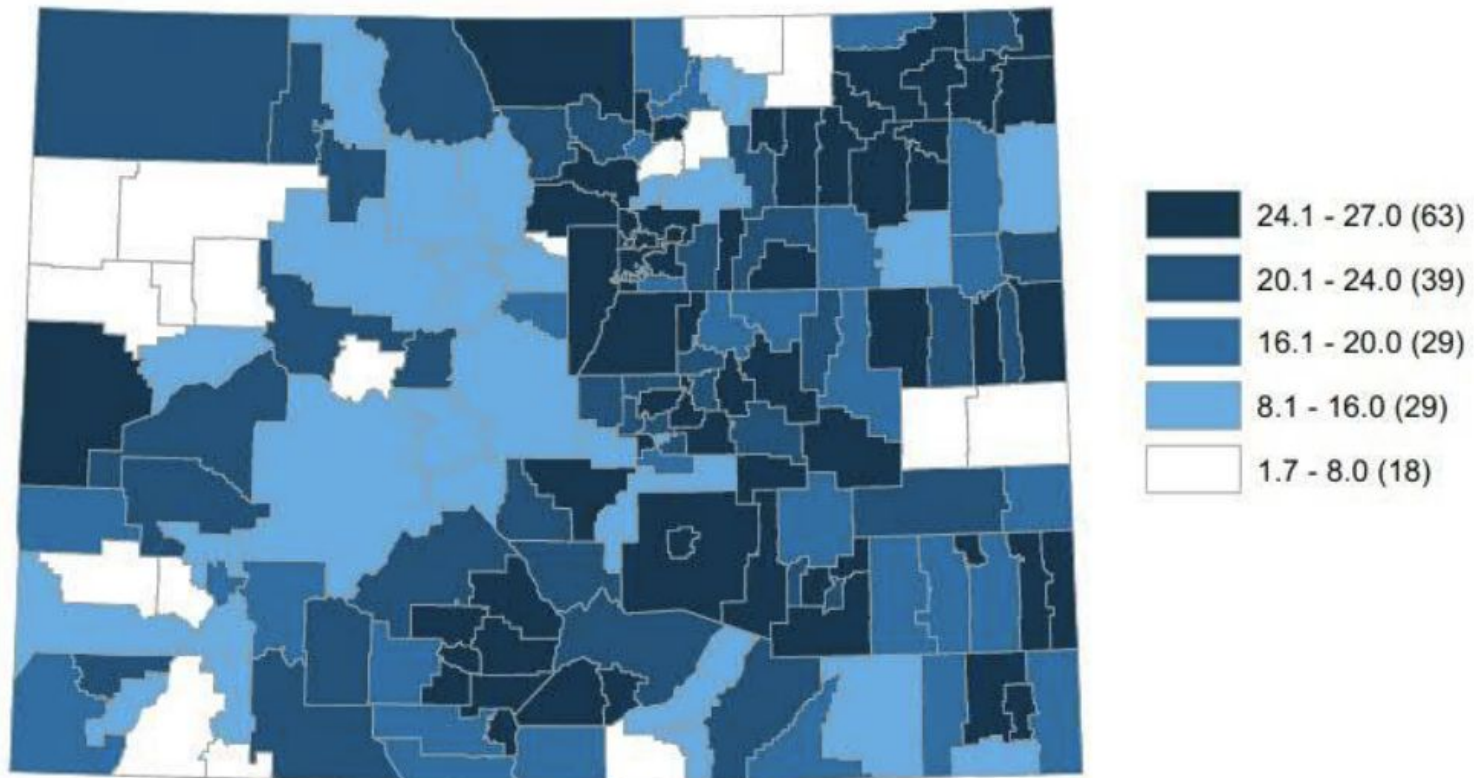 24.1 - 27.0 (63)
20.1 - 24.0 (39)
16.1 - 20.0 (29)
8.1 - 16.0 (29)
1.7 - 8.0 (18)